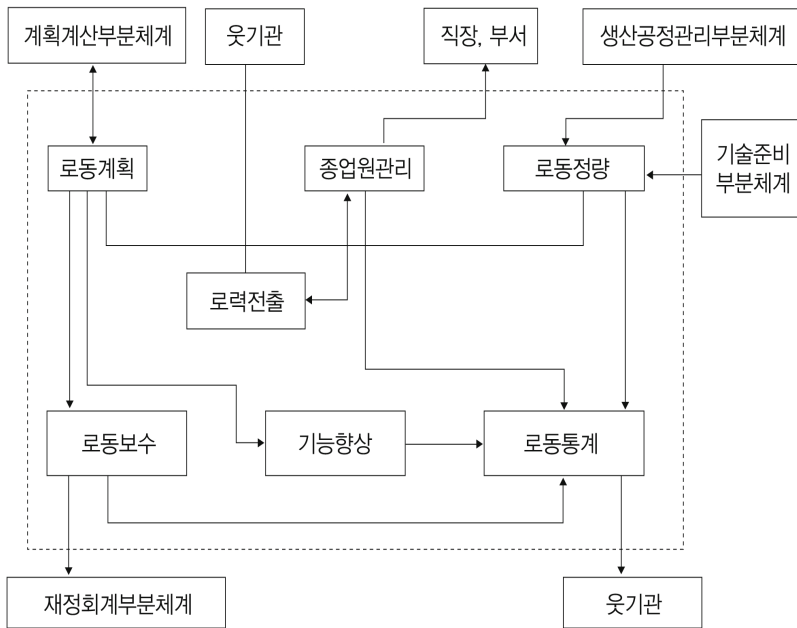 계획계산부분체계
웃기관
직장, 부서
생산공정관리부분체계
로동계획
종업원관리
로동정량
기술준비
부분체계
로력전출
로동보수
기능향상
로동통계
재정회계부분체계
웃기관